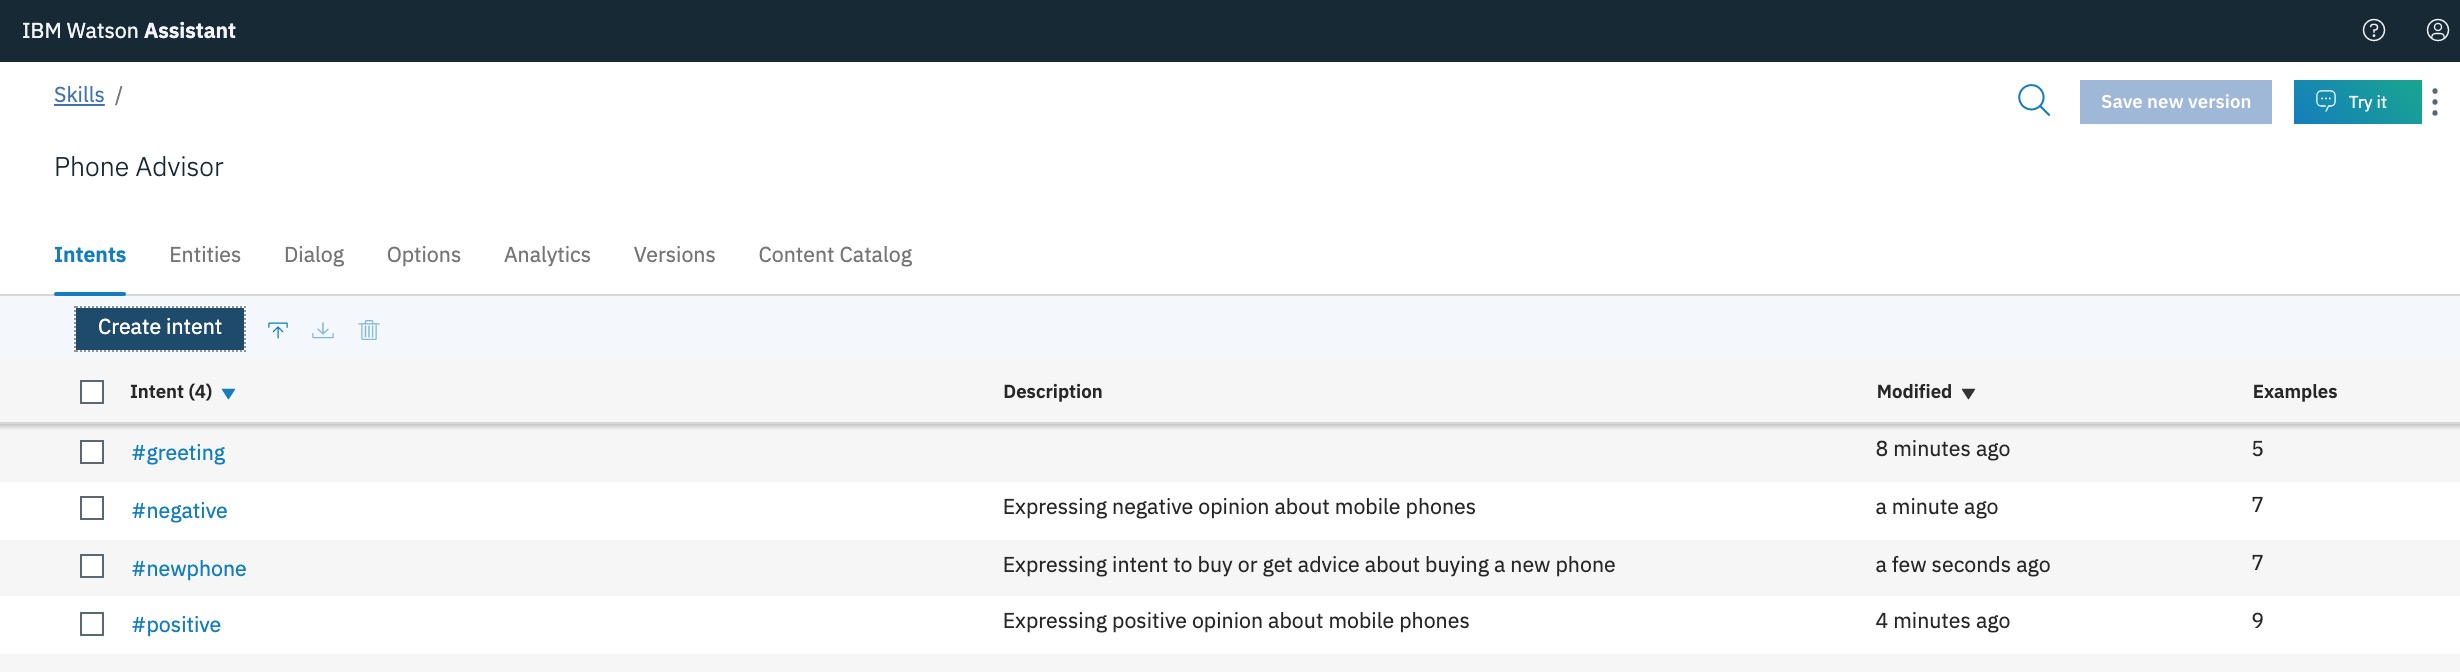 IBM Watson Assistant
Skills /
Save new version
Try it
Phone Advisor
Intents Entities Dialog Options Analytics Versions Content Catalog
Create intent
Intent (4) Description Modified Examples
#greeting 8 minutes ago 5
#negative Expressing negative opinion about mobile phones a minute ago 7
#newphone Expressing intent to buy or get advice about buying a new phone a few seconds ago 7
#positive Expressing positive opinion about mobile phones 4 minutes ago 9